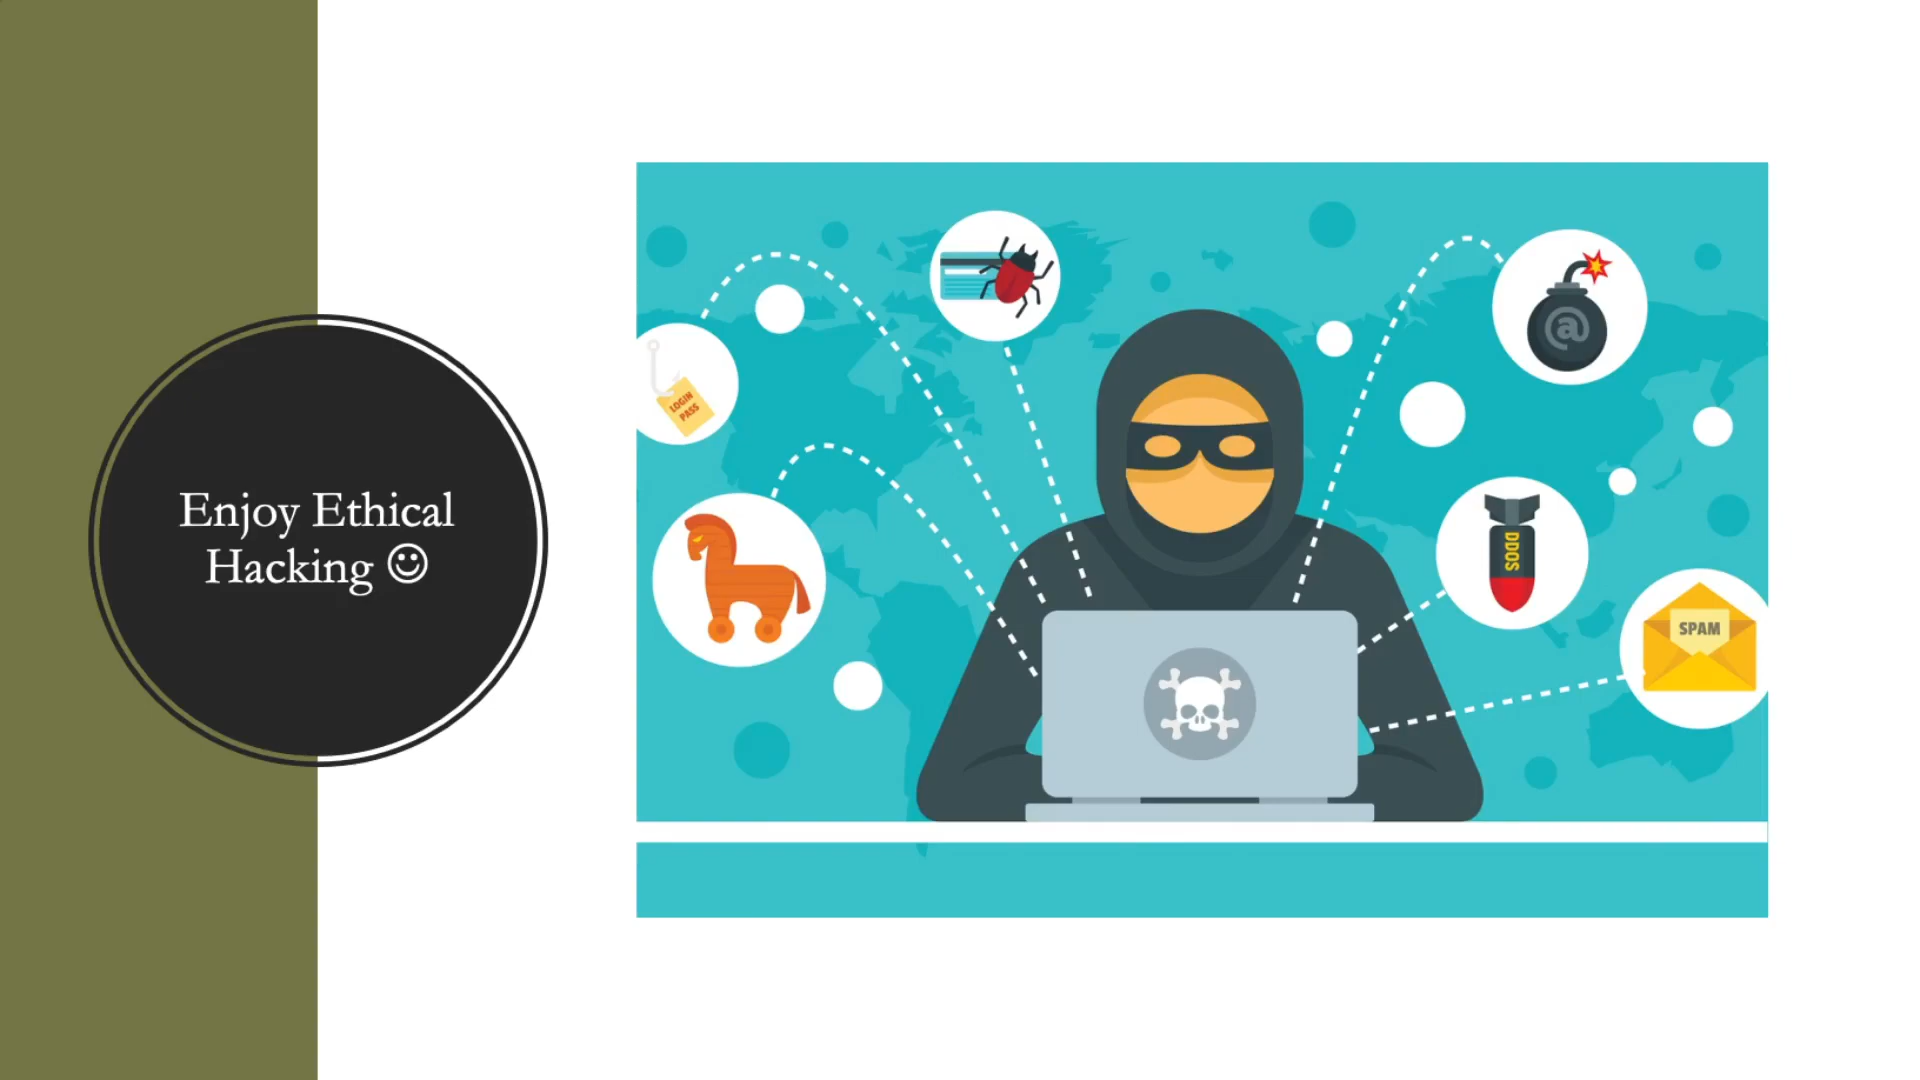 Enjoy Ethical
Hacking ☺
LOGIN
PASS
@
DDOS
SPAM